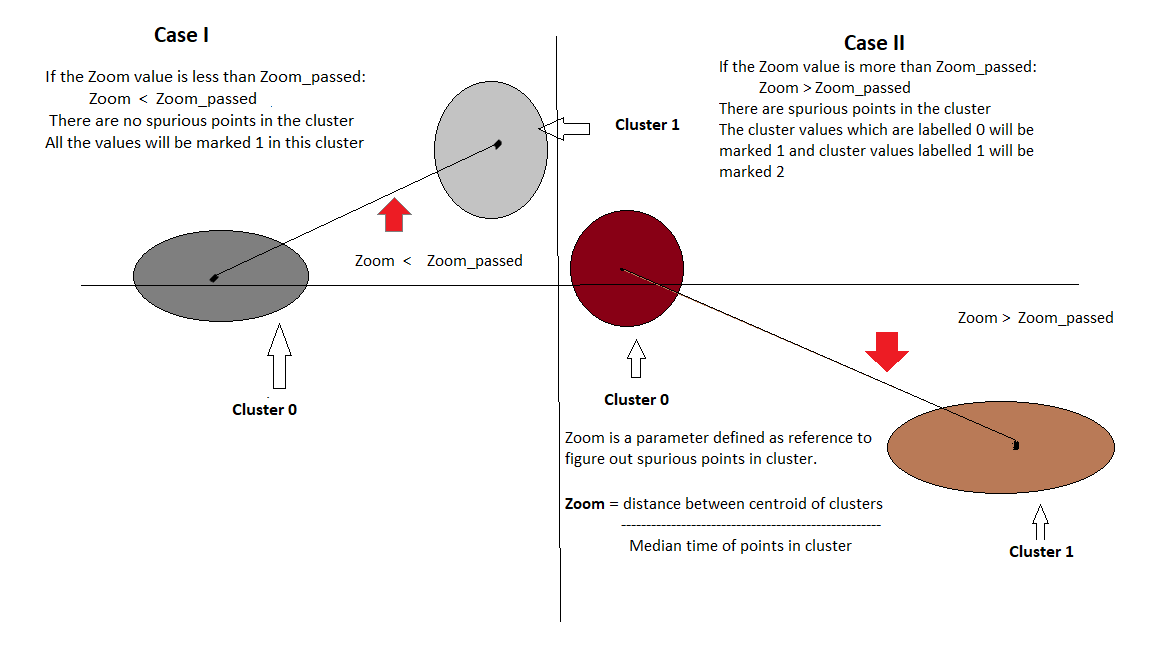 Case I
If the Zoom value is less than Zoom_passed:
Zoom < Zoom_passed
There are no spurious points in the cluster
All the values will be marked 1 in this cluster
Cluster 1
Zoom < Zoom_passed
Cluster 0
Case II
If the Zoom value is more than Zoom_passed:
Zoom > Zoom_passed
There are spurious points in the cluster
The cluster values which are labelled 0 will be
marked 1 and cluster values labelled 1 will be
marked 2
Zoom > Zoom_passed
Cluster 0
Zoom is a parameter defined as reference to
figure out spurious points in cluster.
Zoom = distance between centroid of clusters
----------------------------------------------------
Median time of points in cluster
Cluster 1